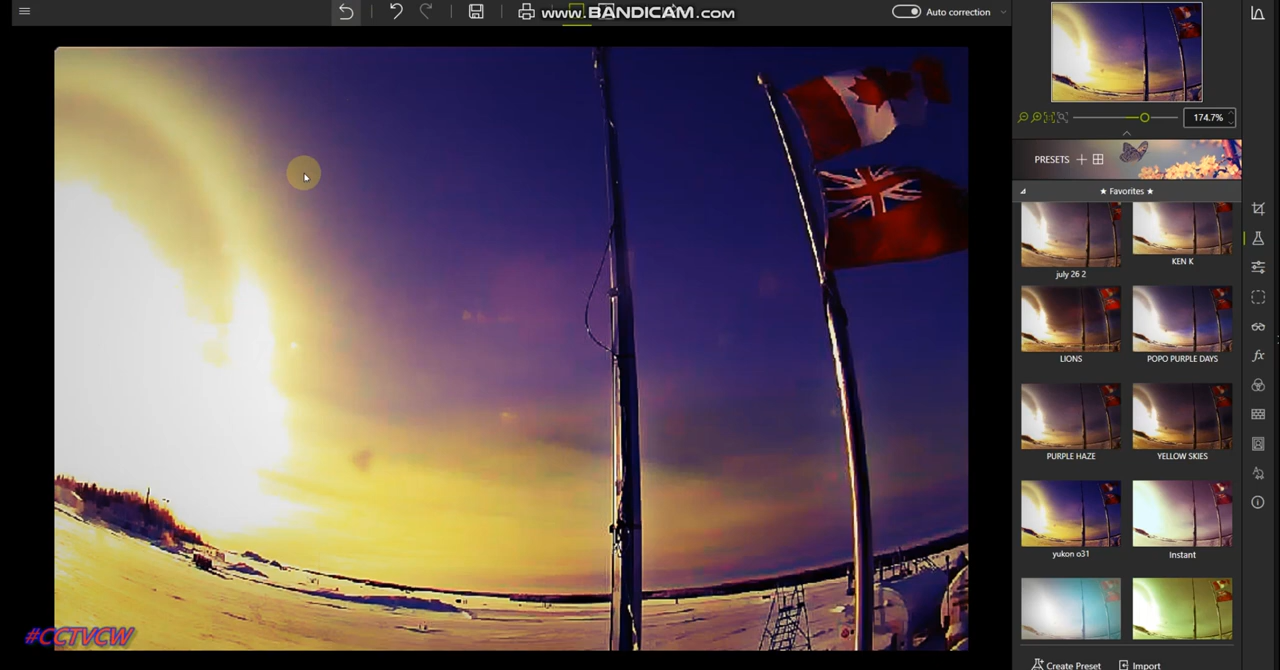 www.BANDICAM.com
Auto correction
174.7%
PRESETS
★ Favorites ★
july 26 2
KEN K
LIONS
POPO PURPLE DAYS
PURPLE HAZE
YELLOW SKIES
yukon o31
Instant
fx
#CCTVCW
Create Preset
Import